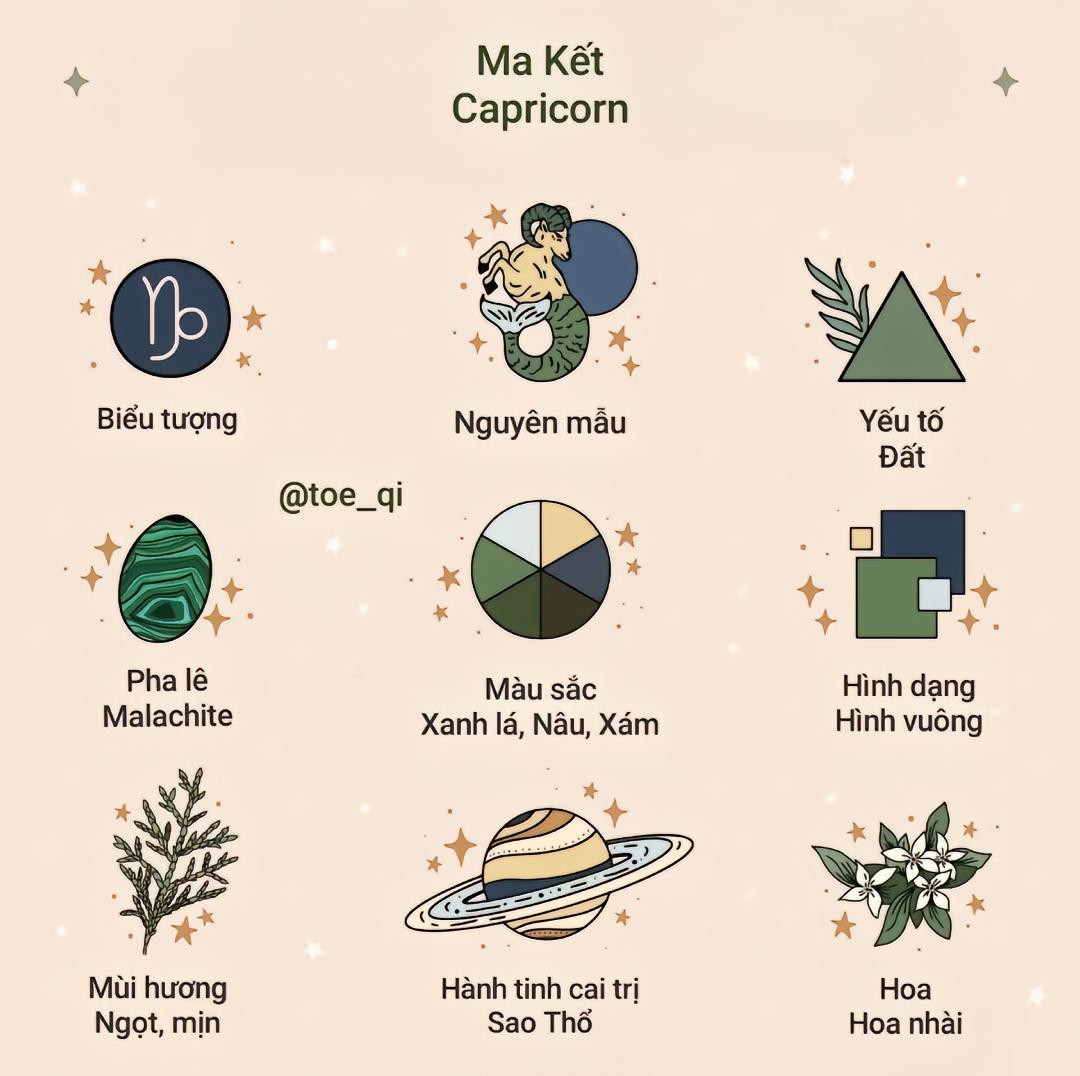 Ma Kết
Capricorn
Biểu tượng
Nguyên mẫu
Yếu tố
Đất
@toe_qi
Pha lê
Malachite
Màu sắc
Xanh lá, Nâu, Xám
Hình dạng
Hình vuông
Mùi hương
Ngọt, mịn
Hành tinh cai trị
Sao Thổ
Hoa
Hoa nhài